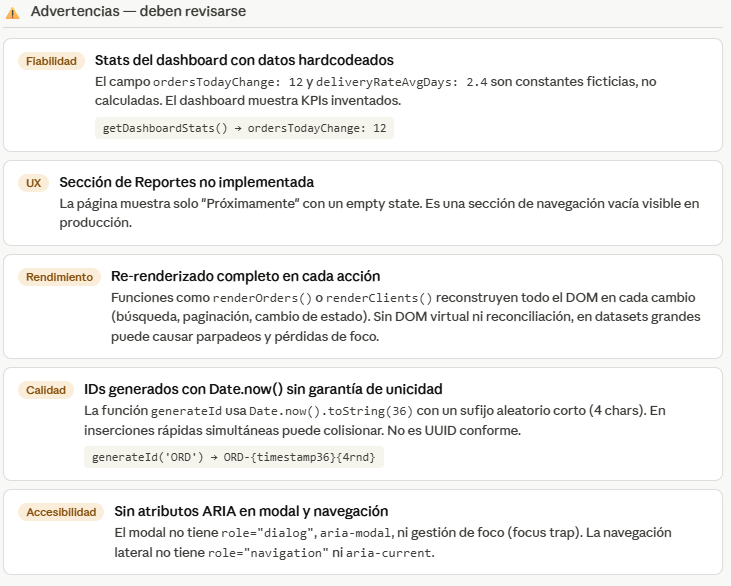 Advertencias — deben revisarse
Fiabilidad
Stats del dashboard con datos hardcodeados
El campo ordersTodayChange: 12 y deliveryRateAvgDays: 2.4 son constantes ficticias, no
calculadas. El dashboard muestra KPIs inventados.
getDashboardStats() → ordersTodayChange: 12
UX
Sección de Reportes no implementada
La página muestra solo "Próximamente" con un empty state. Es una sección de navegación vacía visible en
producción.
Rendimiento
Re-renderizado completo en cada acción
Funciones como renderOrders() o renderClients() reconstruyen todo el DOM en cada cambio
(búsqueda, paginación, cambio de estado). Sin DOM virtual ni reconciliación, en datasets grandes
puede causar parpadeos y pérdidas de foco.
Calidad
IDs generados con Date.now() sin garantía de unicidad
La función generateId usa Date.now().toString(36) con un sufijo aleatorio corto (4 chars). En
inserciones rápidas simultáneas puede colisionar. No es UUID conforme.
generateId('ORD') → ORD-{timestamp36}{4rnd}
Accesibilidad
Sin atributos ARIA en modal y navegación
El modal no tiene role="dialog", aria-modal, ni gestión de foco (focus trap). La navegación
lateral no tiene role="navigation" ni aria-current.